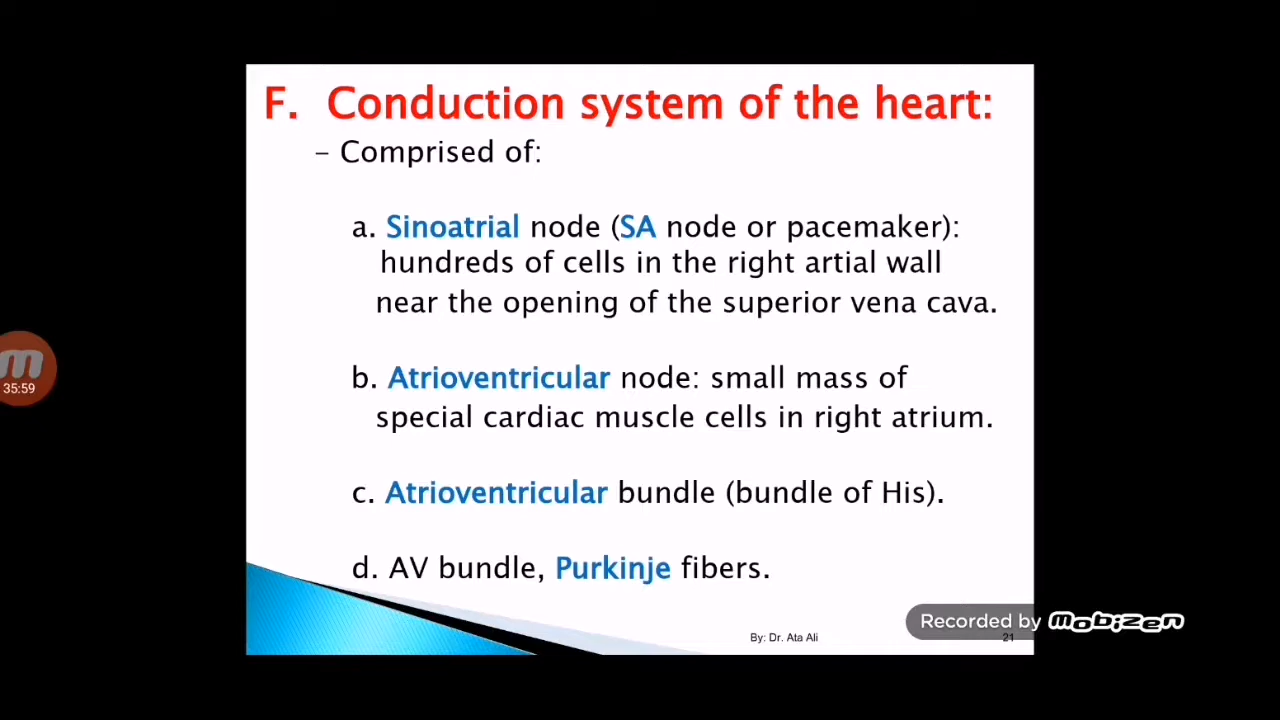 F. Conduction system of the heart:
– Comprised of:
a. Sinoatrial node (SA node or pacemaker):
hundreds of cells in the right artial wall
near the opening of the superior vena cava.
b. Atrioventricular node: small mass of
special cardiac muscle cells in right atrium.
c. Atrioventricular bundle (bundle of His).
d. AV bundle, Purkinje fibers.
By: Dr. Ata Ali
21
Recorded by mobizen
m
35:59